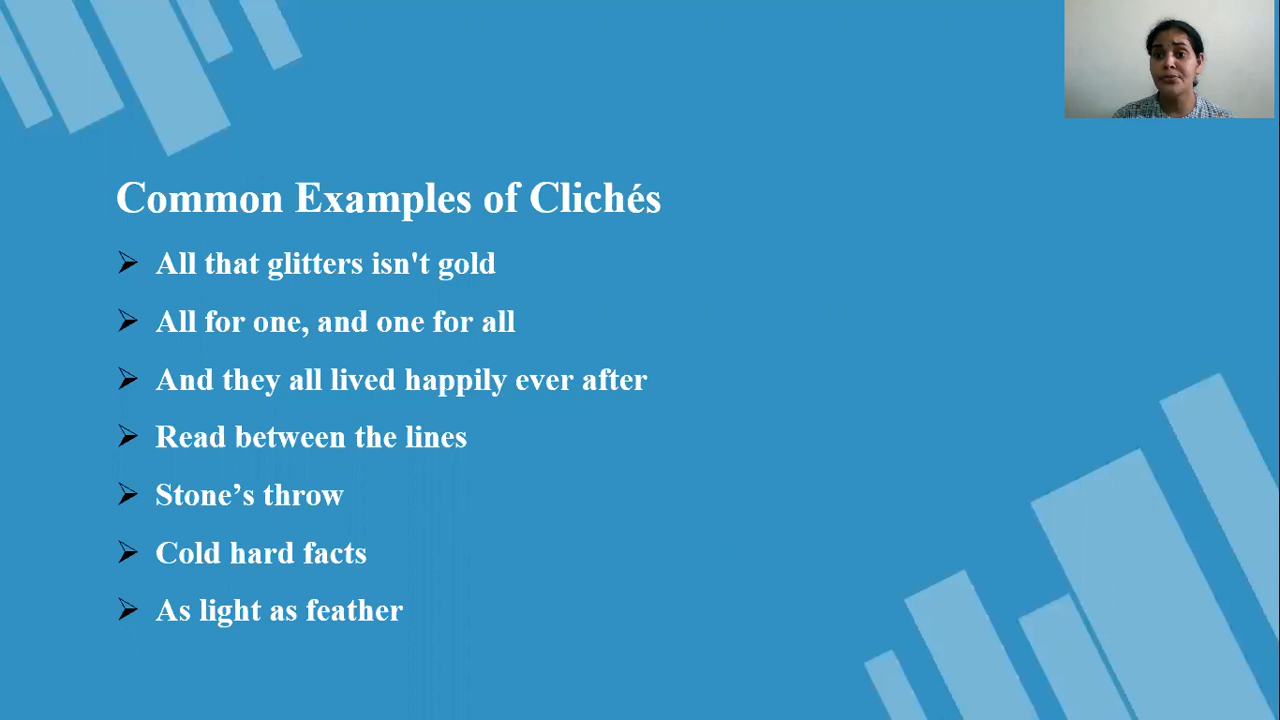 Common Examples of Clichés
All that glitters isn't gold
All for one, and one for all
And they all lived happily ever after
Read between the lines
Stone’s throw
Cold hard facts
As light as feather